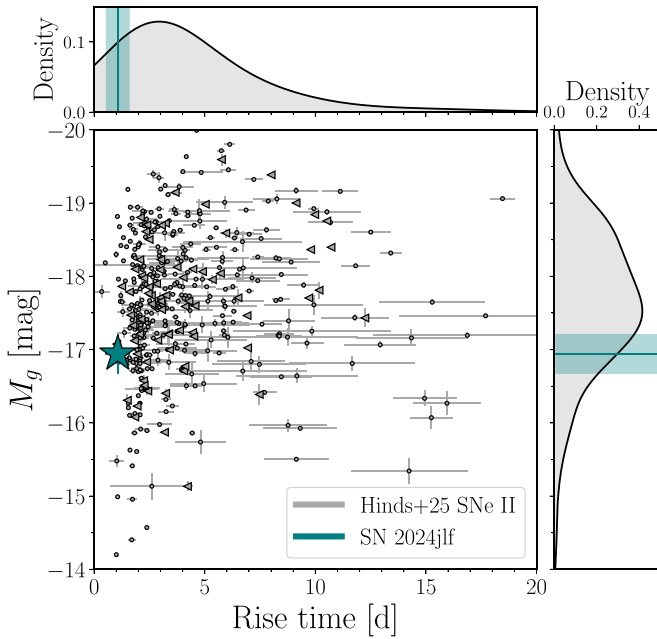 Density
0.1
0.0
Density
0.0 0.2 0.4
−20
−19
−18
−17
−16
−15
−14
M_g [mag]
Hinds+25 SNe II
SN 2024jlf
0 5 10 15 20
Rise time [d]